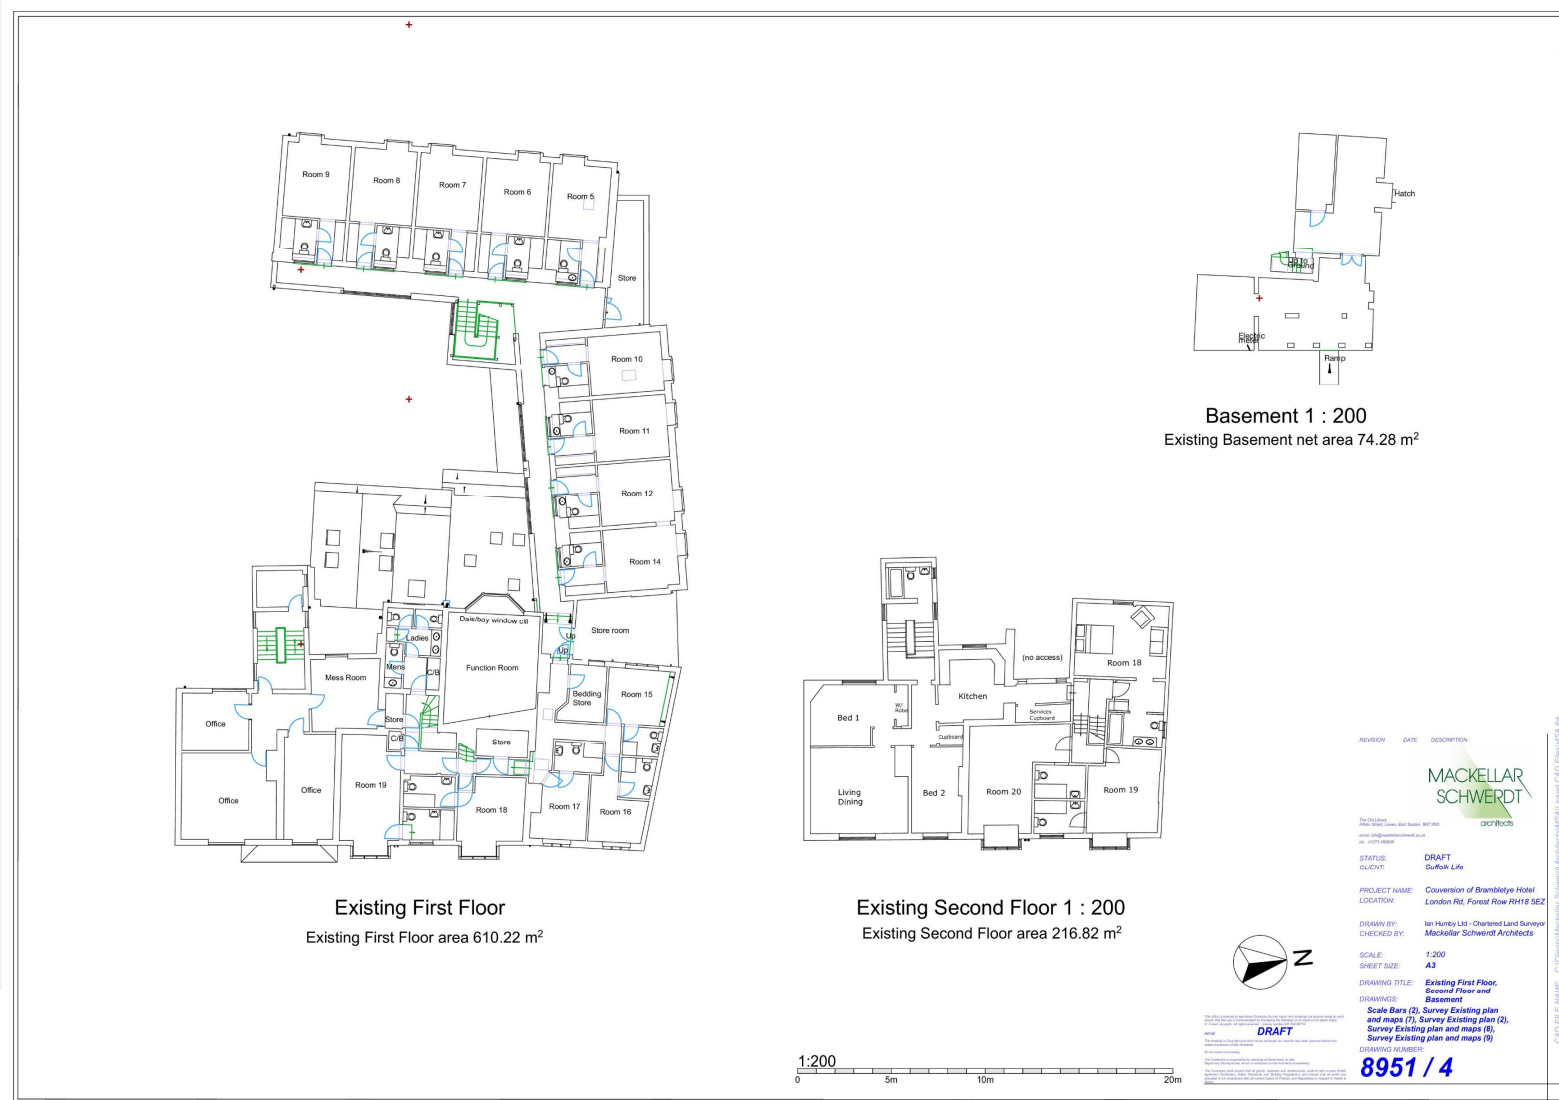 Room 9
Room 8
Room 7
Room 6
Room 5
Store
Room 10
Room 11
Room 12
Room 14
Dais/bay window cill
Ladies
Mens
C/B
Function Room
Up
Up
Store room
Mess Room
Bedding
Store
Room 15
Office
Store
C/B
Store
Office
Office
Room 19
Room 18
Room 17
Room 16
Existing First Floor
Existing First Floor area 610.22 m²
Hatch
Up to
Ground
Electric
meter
Ramp
Basement 1 : 200
Existing Basement net area 74.28 m²
(no access)
Room 18
Kitchen
Bed 1
W/
Robe
Services
Cupboard
Cupboard
Living
Dining
Bed 2
Room 20
Room 19
Existing Second Floor 1 : 200
Existing Second Floor area 216.82 m²
N
1:200
0 5m 10m 20m
REVISION DATE DESCRIPTION
MACKELLAR
SCHWERDT
architects
The Old Library
STATUS: DRAFT
CLIENT: Suffolk Life
PROJECT NAME: Couversion of Brambletye Hotel
LOCATION: London Rd, Forest Row RH18 5EZ
DRAWN BY: Ian Humby Ltd - Chartered Land Surveyor
CHECKED BY: Mackellar Schwerdt Architects
SCALE: 1:200
SHEET SIZE: A3
DRAWING TITLE: Existing First Floor,
Second Floor and
Basement
DRAWINGS:
Scale Bars (2), Survey Existing plan
and maps (7), Survey Existing plan (2),
Survey Existing plan and maps (8),
Survey Existing plan and maps (9)
DRAWING NUMBER:
8951 / 4
DRAFT
CAD FILE NAME: